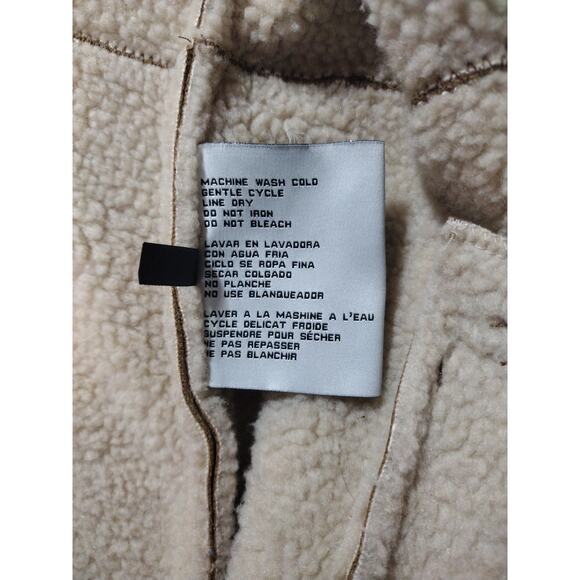 MACHINE WASH COLD
GENTLE CYCLE
LINE DRY
DO NOT IRON
DO NOT BLEACH
LAVAR EN LAVADORA
CON AGUA FRIA
CICLO SE ROPA FINA
SECAR COLGADO
NO PLANCHE
NO USE BLANQUEADOR
LAVER A LA MASHINE A L'EAU
CYCLE DELICAT FROIDE
SUSPENDRE POUR SÉCHER
NE PAS REPASSER
NE PAS BLANCHIR